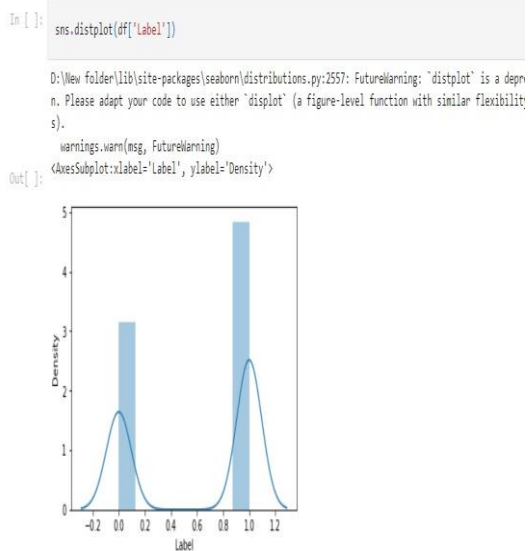 In [ ]:
sns.distplot(df['Label'])
D:\New folder\lib\site-packages\seaborn\distributions.py:2557: FutureWarning: `distplot` is a depre
n. Please adapt your code to use either `displot` (a figure-level function with similar flexibility
s).
warnings.warn(msg, FutureWarning)
Out[ ]:
<AxesSubplot:xlabel='Label', ylabel='Density'>
5
4
3
2
1
0
Density
-0.2 0.0 0.2 0.4 0.6 0.8 1.0 1.2
Label